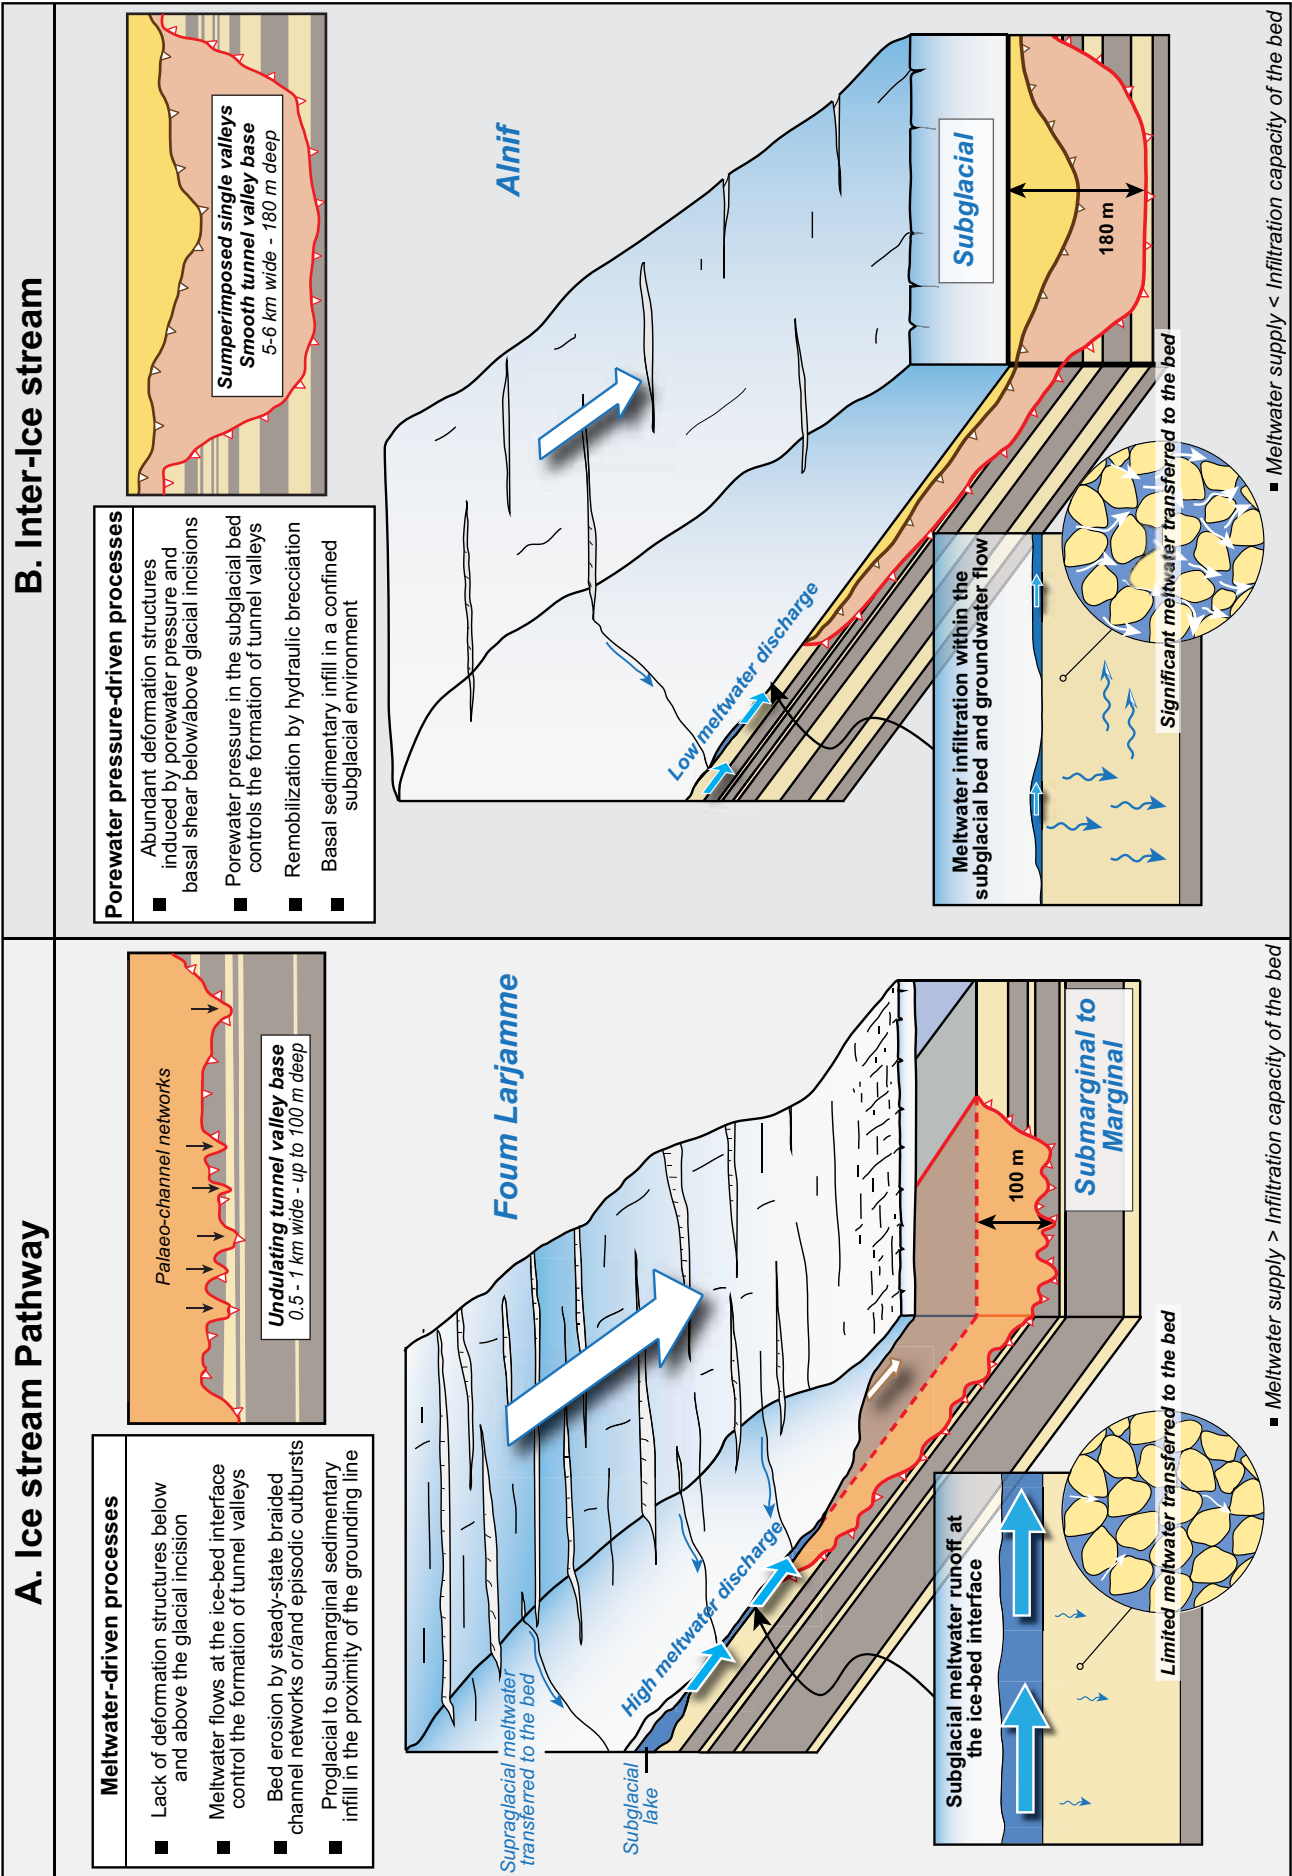 A. Ice stream Pathway
Meltwater-driven processes
■ Lack of deformation structures below
and above the glacial incision
■ Meltwater flows at the ice-bed interface
control the formation of tunnel valleys
■ Bed erosion by steady-state braided
channel networks or/and episodic outbursts
■ Proglacial to submarginal sedimentary
infill in the proximity of the grounding line
Palaeo-channel networks
Undulating tunnel valley base
0.5 - 1 km wide - up to 100 m deep
Foum Larjamme
Supraglacial meltwater
transferred to the bed
Subglacial
lake
High meltwater discharge
100 m
Submarginal to
Marginal
Subglacial meltwater runoff at
the ice-bed interface
Limited meltwater transferred to the bed
■ Meltwater supply > Infiltration capacity of the bed
B. Inter-Ice stream
Porewater pressure-driven processes
■ Abundant deformation structures
induced by porewater pressure and
basal shear below/above glacial incisions
■ Porewater pressure in the subglacial bed
controls the formation of tunnel valleys
■ Remobilization by hydraulic brecciation
■ Basal sedimentary infill in a confined
subglacial environment
Sumperimposed single valleys
Smooth tunnel valley base
5-6 km wide - 180 m deep
Alnif
Low meltwater discharge
Subglacial
180 m
Meltwater infiltration within the
subglacial bed and groundwater flow
Significant meltwater transferred to the bed
■ Meltwater supply < Infiltration capacity of the bed